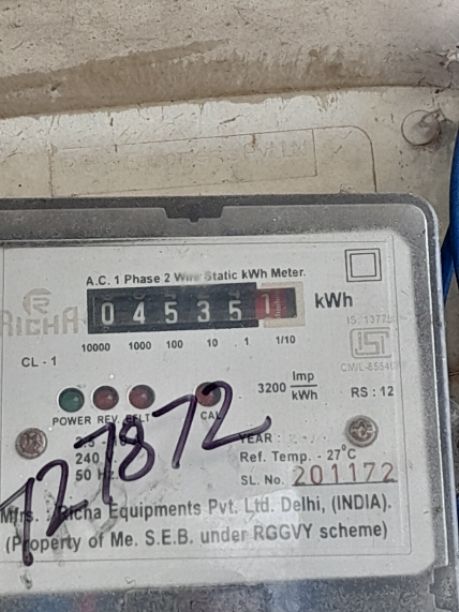 RICHA
A.C. 1 Phase 2 Wire Static kWh Meter.
0 4 5 3 5 1 kWh
10000 1000 100 10 1 1/10
CL - 1
3200 Imp/kWh
RS : 12
POWER REV. EFLT CAL
127872
240
50 Hz
YEAR :
Ref. Temp. - 27°C
SL. No. 201172
Mfrs. : Richa Equipments Pvt. Ltd. Delhi, (INDIA).
(Property of Me. S.E.B. under RGGVY scheme)